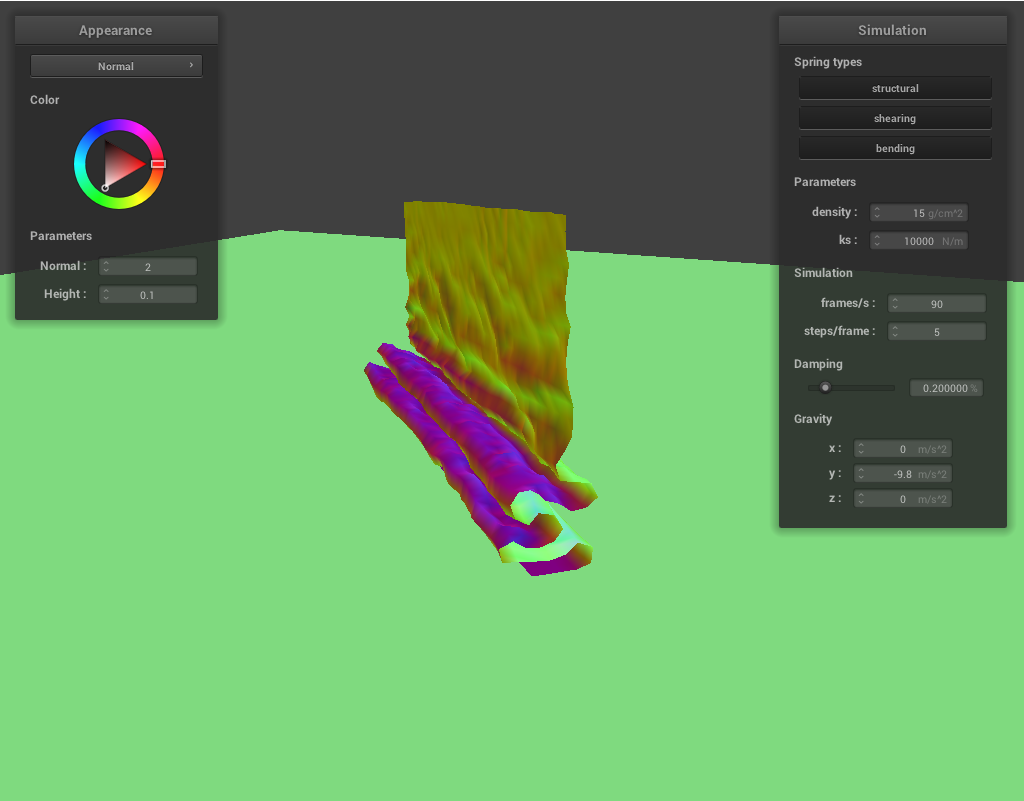 Appearance
Normal ›
Color
Parameters
Normal : 2
Height : 0.1
Simulation
Spring types
structural
shearing
bending
Parameters
density : 15 g/cm^2
ks : 10000 N/m
Simulation
frames/s : 90
steps/frame : 5
Damping
0.200000 %
Gravity
x : 0 m/s^2
y : -9.8 m/s^2
z : 0 m/s^2